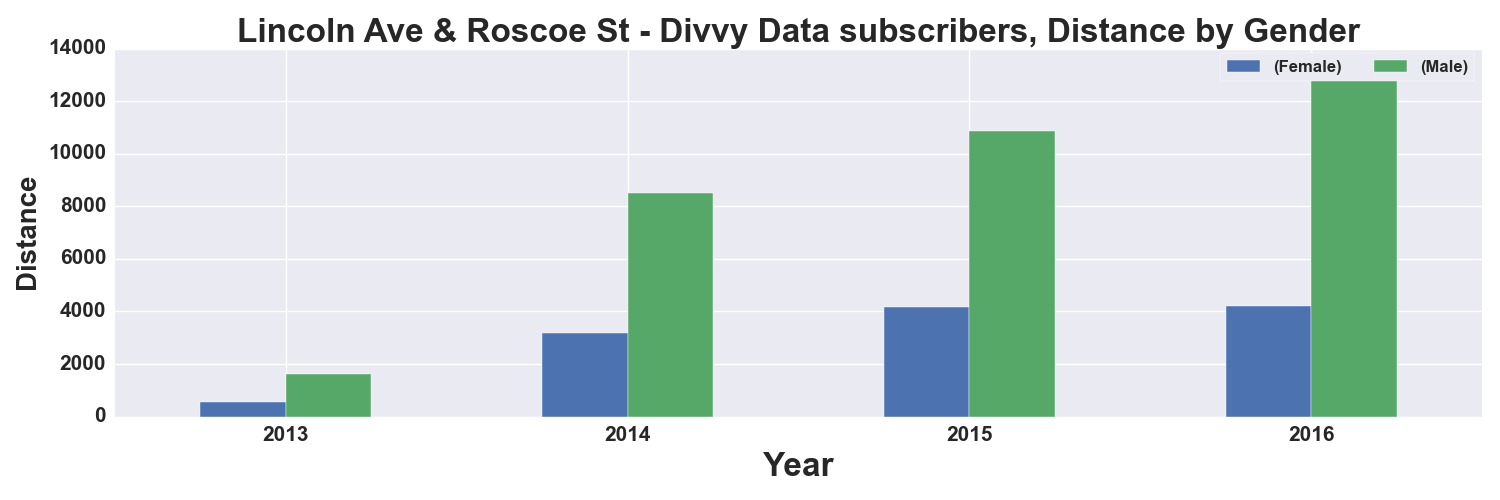 Lincoln Ave & Roscoe St - Divvy Data subscribers, Distance by Gender
(Female) (Male)
Distance
14000
12000
10000
8000
6000
4000
2000
0
2013 2014 2015 2016
Year